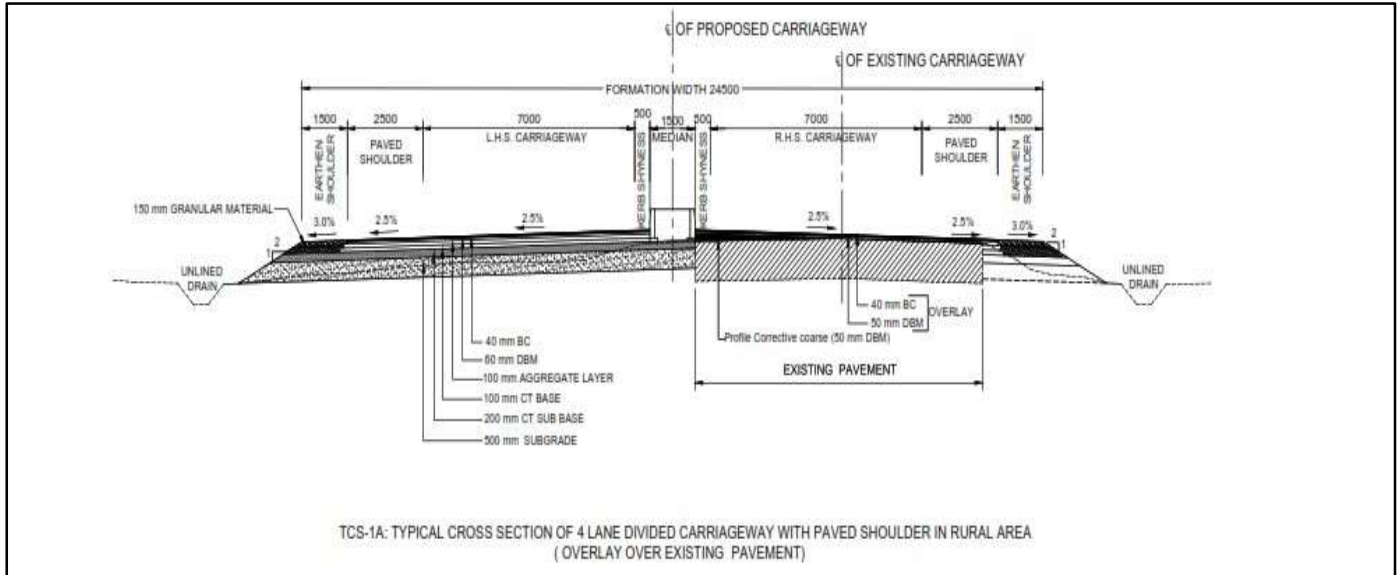 ℄ OF PROPOSED CARRIAGEWAY
℄ OF EXISTING CARRIAGEWAY
FORMATION WIDTH 24500
1500 2500 7000 500 1500 500 7000 2500 1500
EARTHEN SHOULDER
PAVED SHOULDER
L.H.S. CARRIAGEWAY
KERB SHYNESS
MEDIAN
KERB SHYNESS
R.H.S. CARRIAGEWAY
PAVED SHOULDER
EARTHEN SHOULDER
150 mm GRANULAR MATERIAL
3.0% 2.5% 2.5% 2.5% 2.5% 3.0%
2
1
2
1
UNLINED DRAIN
UNLINED DRAIN
40 mm BC
50 mm DBM
OVERLAY
Profile Corrective coarse (50 mm DBM)
EXISTING PAVEMENT
40 mm BC
60 mm DBM
100 mm AGGREGATE LAYER
100 mm CT BASE
200 mm CT SUB BASE
500 mm SUBGRADE
TCS-1A: TYPICAL CROSS SECTION OF 4 LANE DIVIDED CARRIAGEWAY WITH PAVED SHOULDER IN RURAL AREA
( OVERLAY OVER EXISTING PAVEMENT)